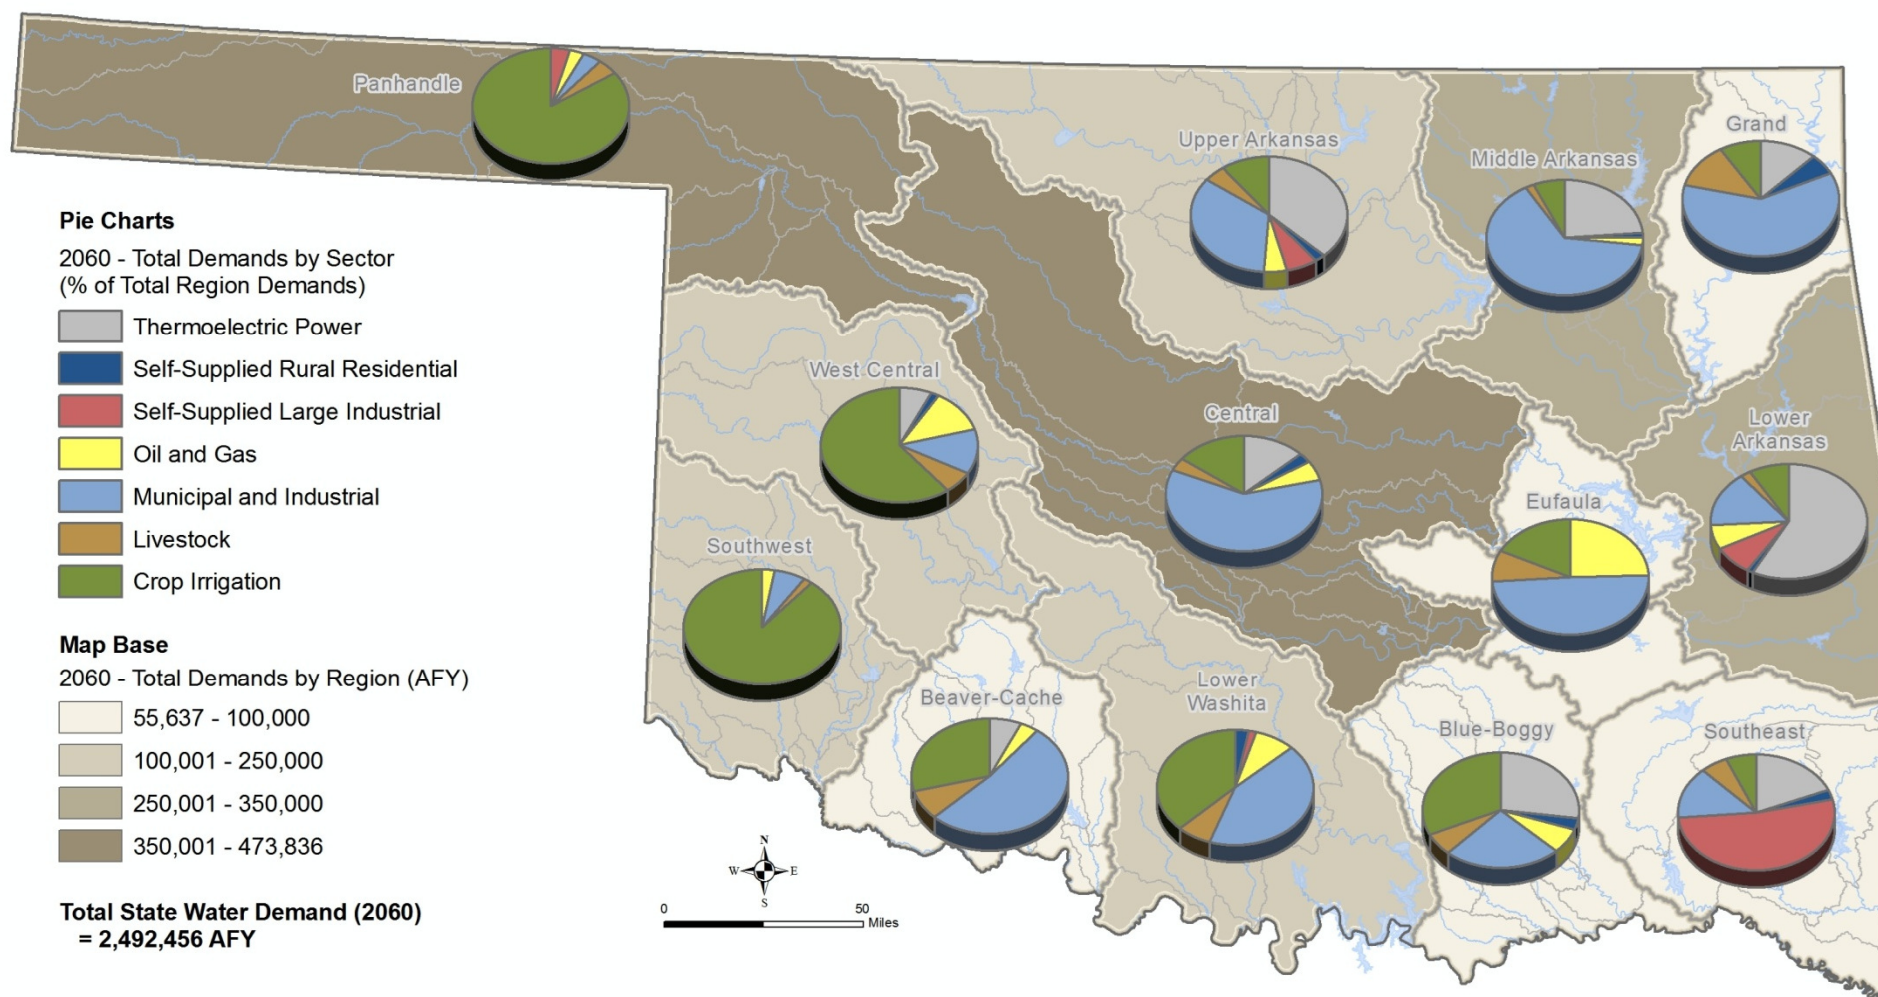 Panhandle
Upper Arkansas
Middle Arkansas
Grand
Pie Charts
2060 - Total Demands by Sector
(% of Total Region Demands)
Thermoelectric Power
Self-Supplied Rural Residential
Self-Supplied Large Industrial
Oil and Gas
Municipal and Industrial
Livestock
Crop Irrigation
West Central
Central
Lower
Arkansas
Eufaula
Southwest
Map Base
2060 - Total Demands by Region (AFY)
55,637 - 100,000
100,001 - 250,000
250,001 - 350,000
350,001 - 473,836
Beaver-Cache
Lower
Washita
Blue-Boggy
Southeast
N
W
E
S
0
50
Miles
Total State Water Demand (2060)
= 2,492,456 AFY